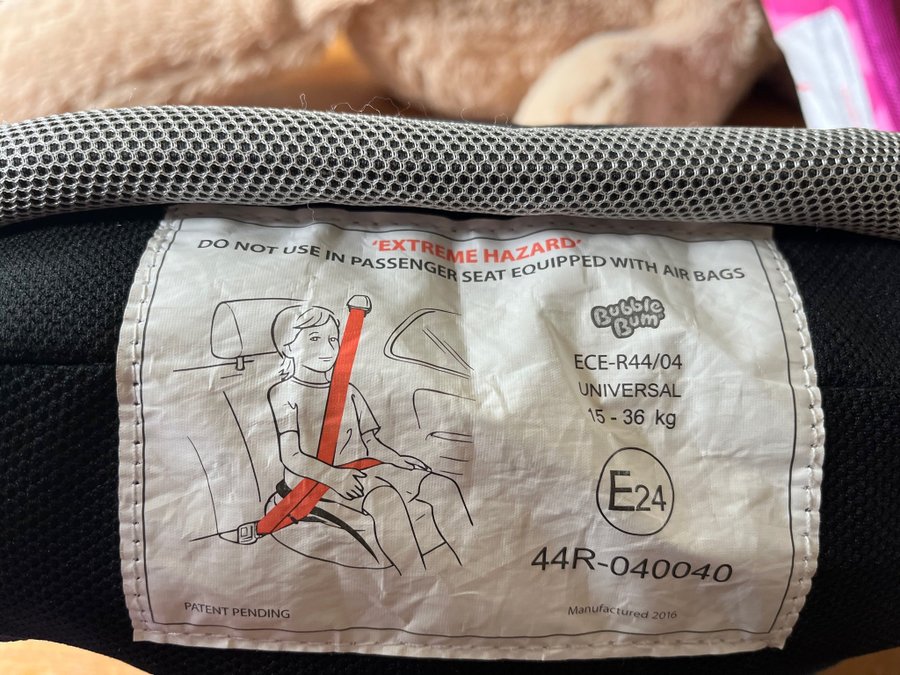 'EXTREME HAZARD'
DO NOT USE IN PASSENGER SEAT EQUIPPED WITH AIR BAGS
Bubble
Bum
ECE-R44/04
UNIVERSAL
15 - 36 kg
E24
44R-040040
PATENT PENDING
Manufactured 2016